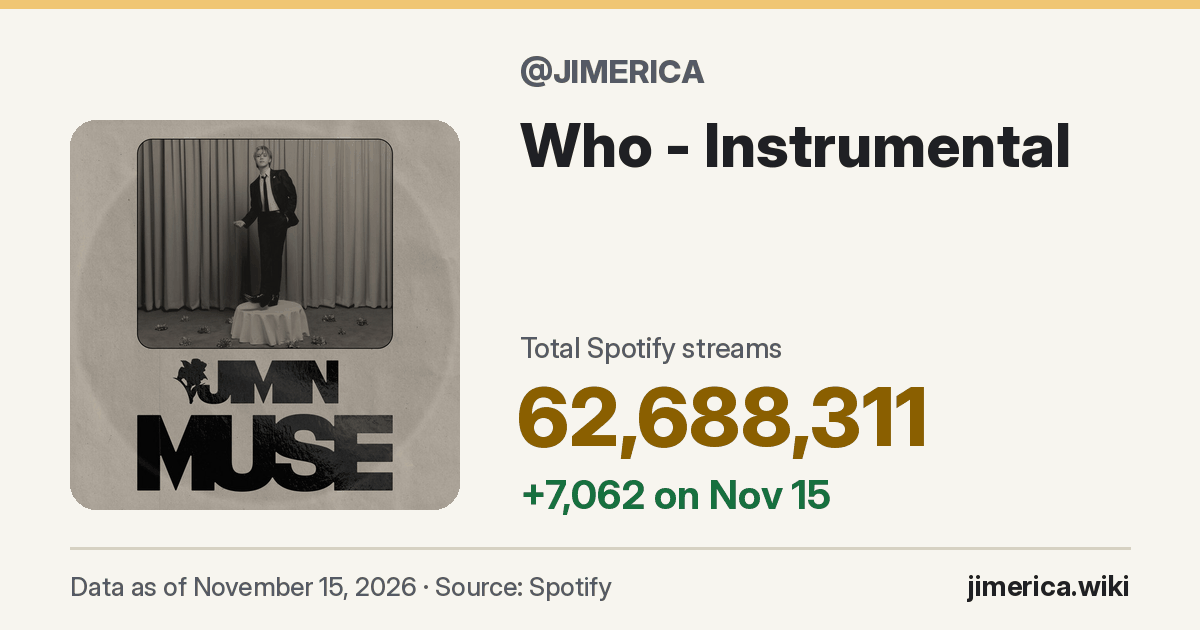 @JIMERICA
Who - Instrumental
JMN
MUSE
Total Spotify streams
62,688,311
+7,062 on Nov 15
Data as of November 15, 2026 · Source: Spotify
jimerica.wiki